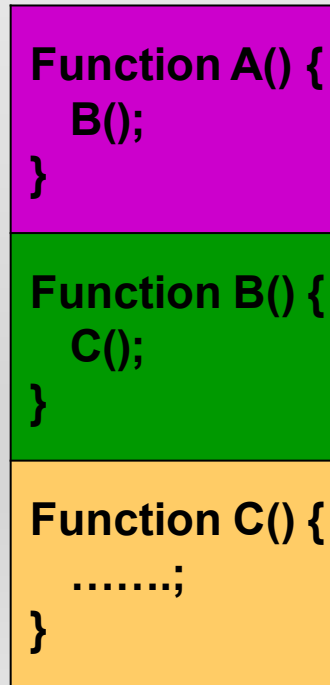 Function A() {
B();
}
Function B() {
C();
}
Function C() {
…….;
}